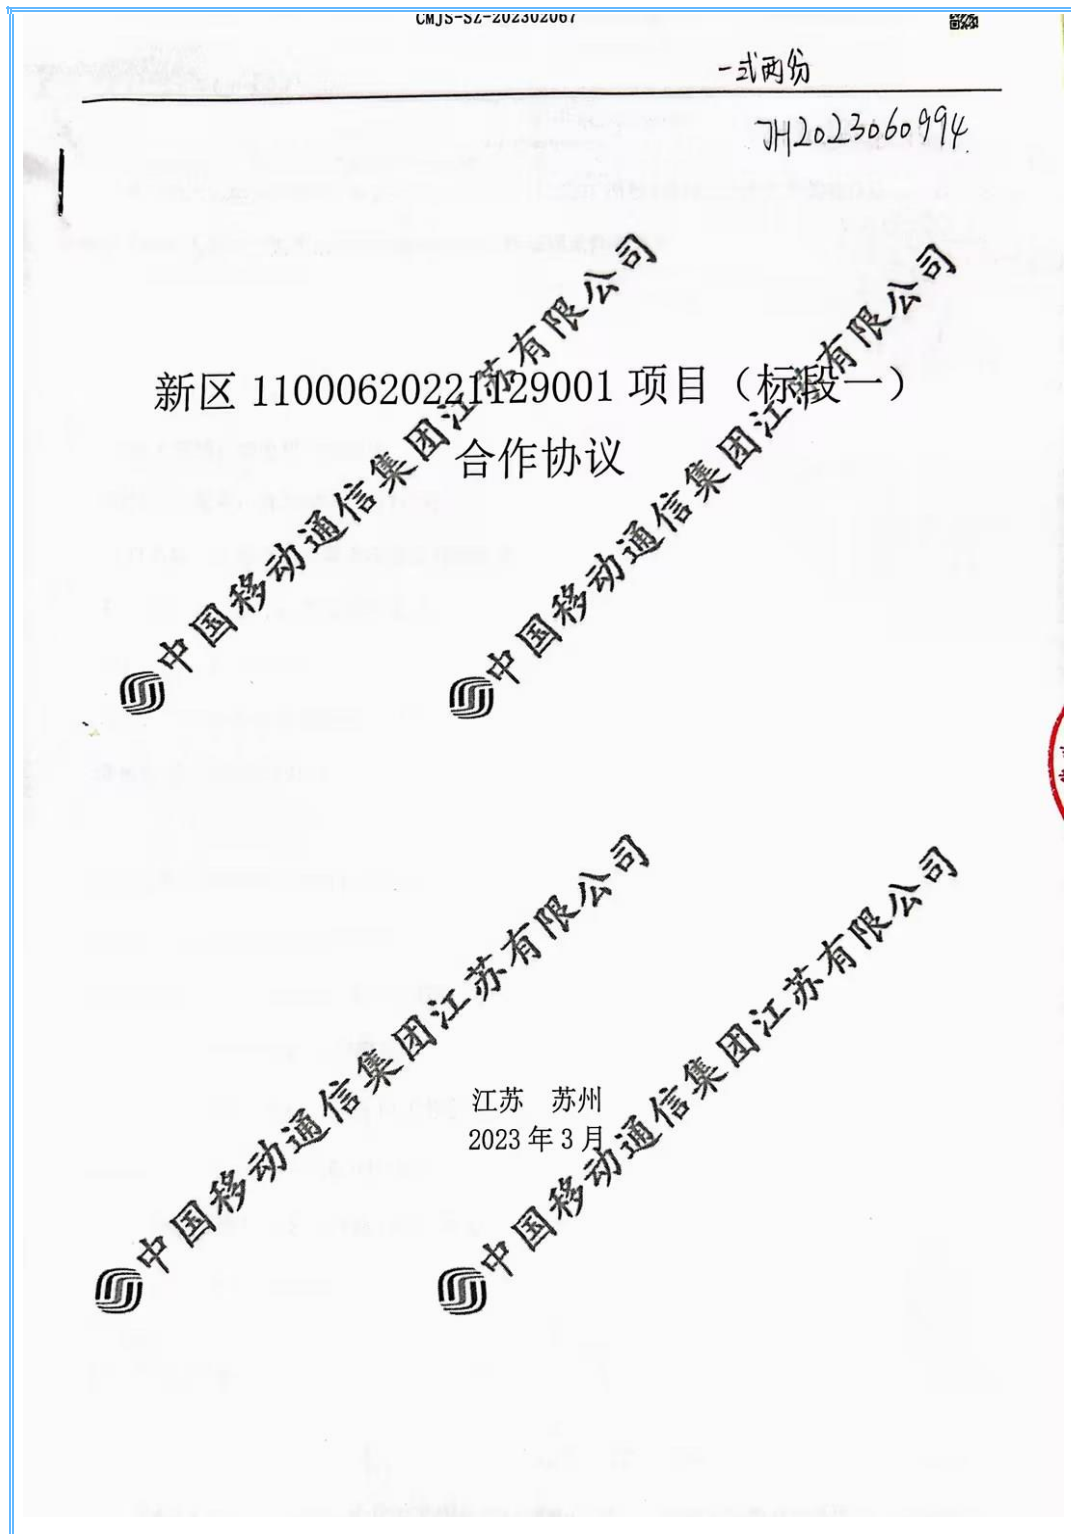 CMJS-SZ-202302067
一式两份
JH2023060994.
新区 11000620221129001 项目（标段一）
合作协议
中国移动通信集团江苏有限公司
中国移动通信集团江苏有限公司
江苏 苏州
2023 年 3 月
中国移动通信集团江苏有限公司
中国移动通信集团江苏有限公司